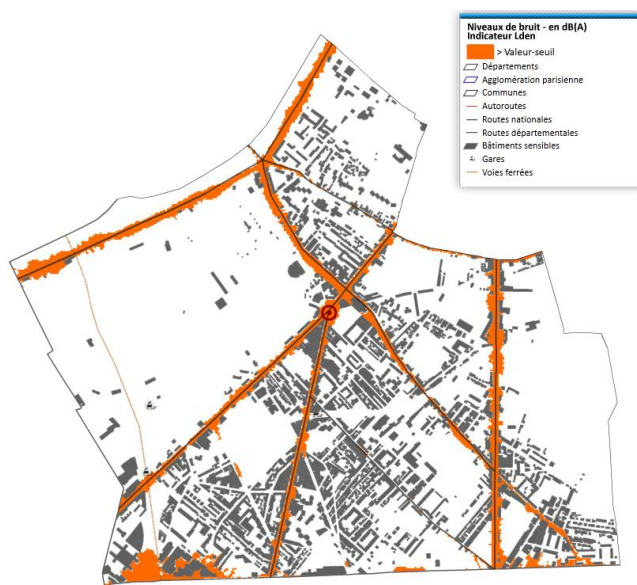 Niveaux de bruit - en dB(A)
Indicateur Lden
> Valeur-seuil
Départements
Agglomération parisienne
Communes
Autoroutes
Routes nationales
Routes départementales
Bâtiments sensibles
Gares
Voies ferrées